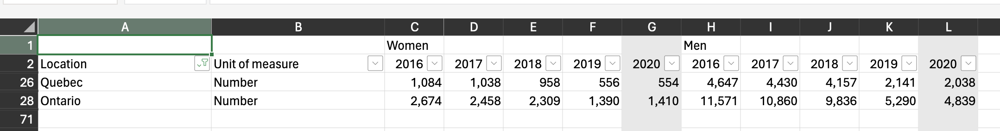 A B C D E F G H I J K L
1 Women Men
2 Location Unit of measure 2016 2017 2018 2019 2020 2016 2017 2018 2019 2020
26 Quebec Number 1,084 1,038 958 556 554 4,647 4,430 4,157 2,141 2,038
28 Ontario Number 2,674 2,458 2,309 1,390 1,410 11,571 10,860 9,836 5,290 4,839
71